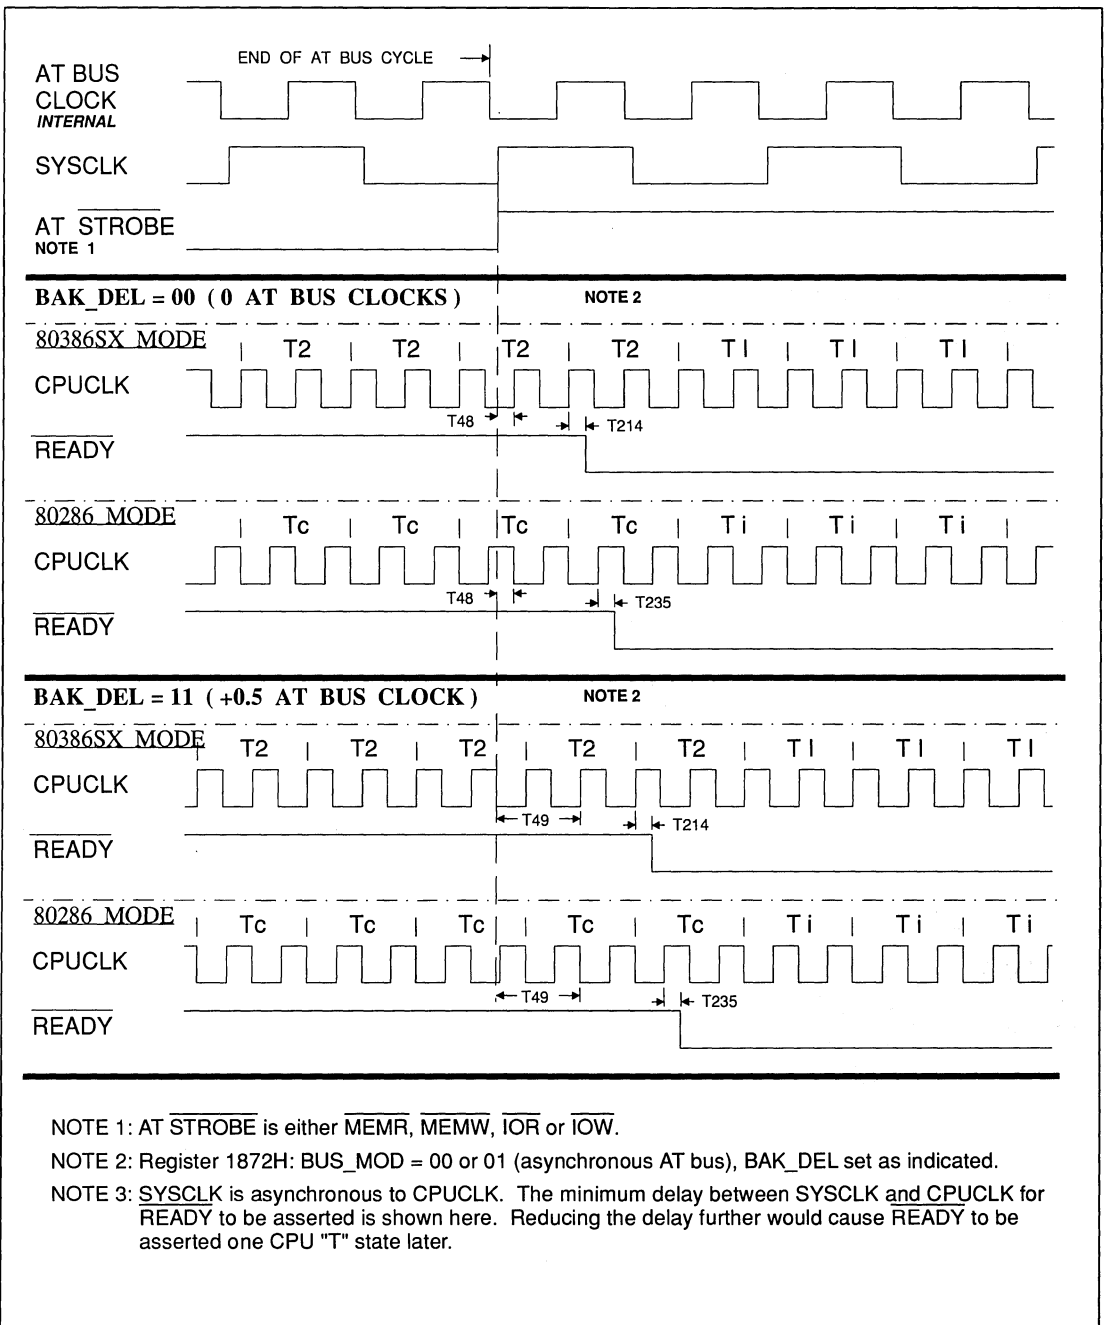 END OF AT BUS CYCLE
AT BUS
CLOCK
INTERNAL
SYSCLK
AT STROBE
NOTE 1
BAK_DEL = 00 ( 0 AT BUS CLOCKS ) NOTE 2
80386SX MODE
T2 T2 T2 T2 TI TI TI
CPUCLK
T48 T214
READY
80286 MODE
Tc Tc Tc Tc Ti Ti Ti
CPUCLK
T48 T235
READY
BAK_DEL = 11 ( +0.5 AT BUS CLOCK ) NOTE 2
80386SX MODE
T2 T2 T2 T2 T2 TI TI TI
CPUCLK
T49 T214
READY
80286 MODE
Tc Tc Tc Tc Tc Ti Ti Ti
CPUCLK
T49 T235
READY
NOTE 1: AT STROBE is either MEMR, MEMW, IOR or IOW.
NOTE 2: Register 1872H: BUS_MOD = 00 or 01 (asynchronous AT bus), BAK_DEL set as indicated.
NOTE 3: SYSCLK is asynchronous to CPUCLK. The minimum delay between SYSCLK and CPUCLK for
READY to be asserted is shown here. Reducing the delay further would cause READY to be
asserted one CPU "T" state later.